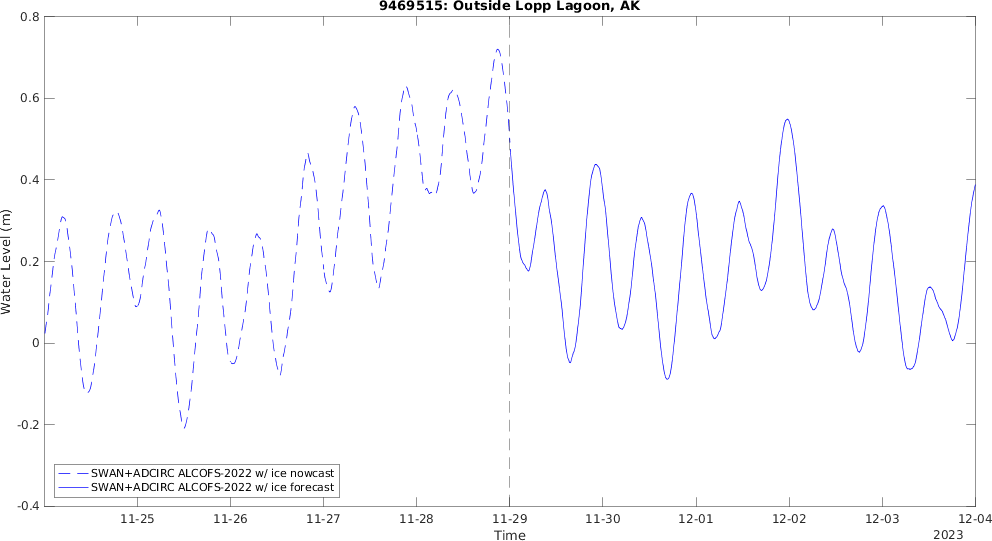 9469515: Outside Lopp Lagoon, AK
0.8
0.6
0.4
0.2
0
-0.2
-0.4
Water Level (m)
SWAN+ADCIRC ALCOFS-2022 w/ ice nowcast
SWAN+ADCIRC ALCOFS-2022 w/ ice forecast
11-25 11-26 11-27 11-28 11-29 11-30 12-01 12-02 12-03 12-04
Time
2023